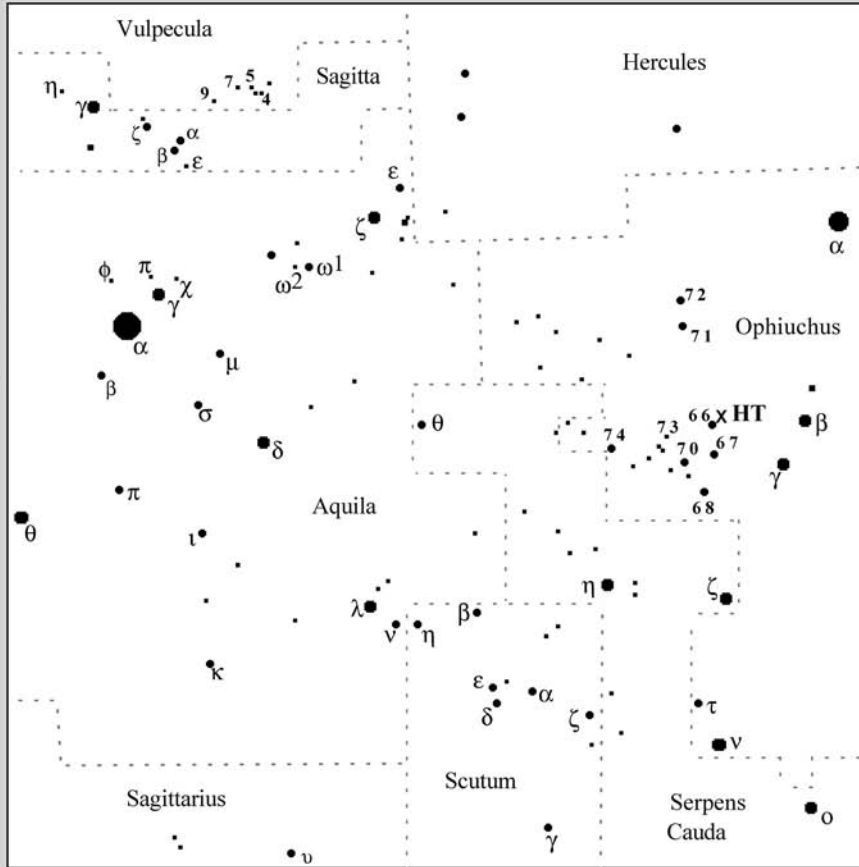 Vulpecula
Hercules
Sagitta
η
7
5
γ
9
4
ζ
α
β
ε
ε
ζ
α
φ
π
χ
ω2
ω1
γ
72
71
Ophiuchus
α
μ
β
σ
θ
66
X HT
β
δ
74
73
70
67
γ
π
68
Aquila
θ
ι
η
ζ
λ
β
ν
η
κ
ε
α
τ
δ
ζ
ν
Scutum
Sagittarius
Serpens
Cauda
ο
γ
υ